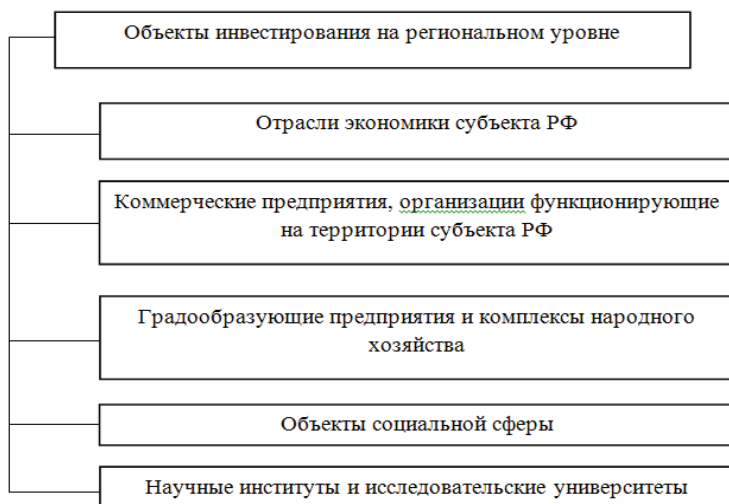 Объекты инвестирования на региональном уровне
Отрасли экономики субъекта РФ
Коммерческие предприятия, организации функционирующие
на территории субъекта РФ
Градообразующие предприятия и комплексы народного
хозяйства
Объекты социальной сферы
Научные институты и исследовательские университеты